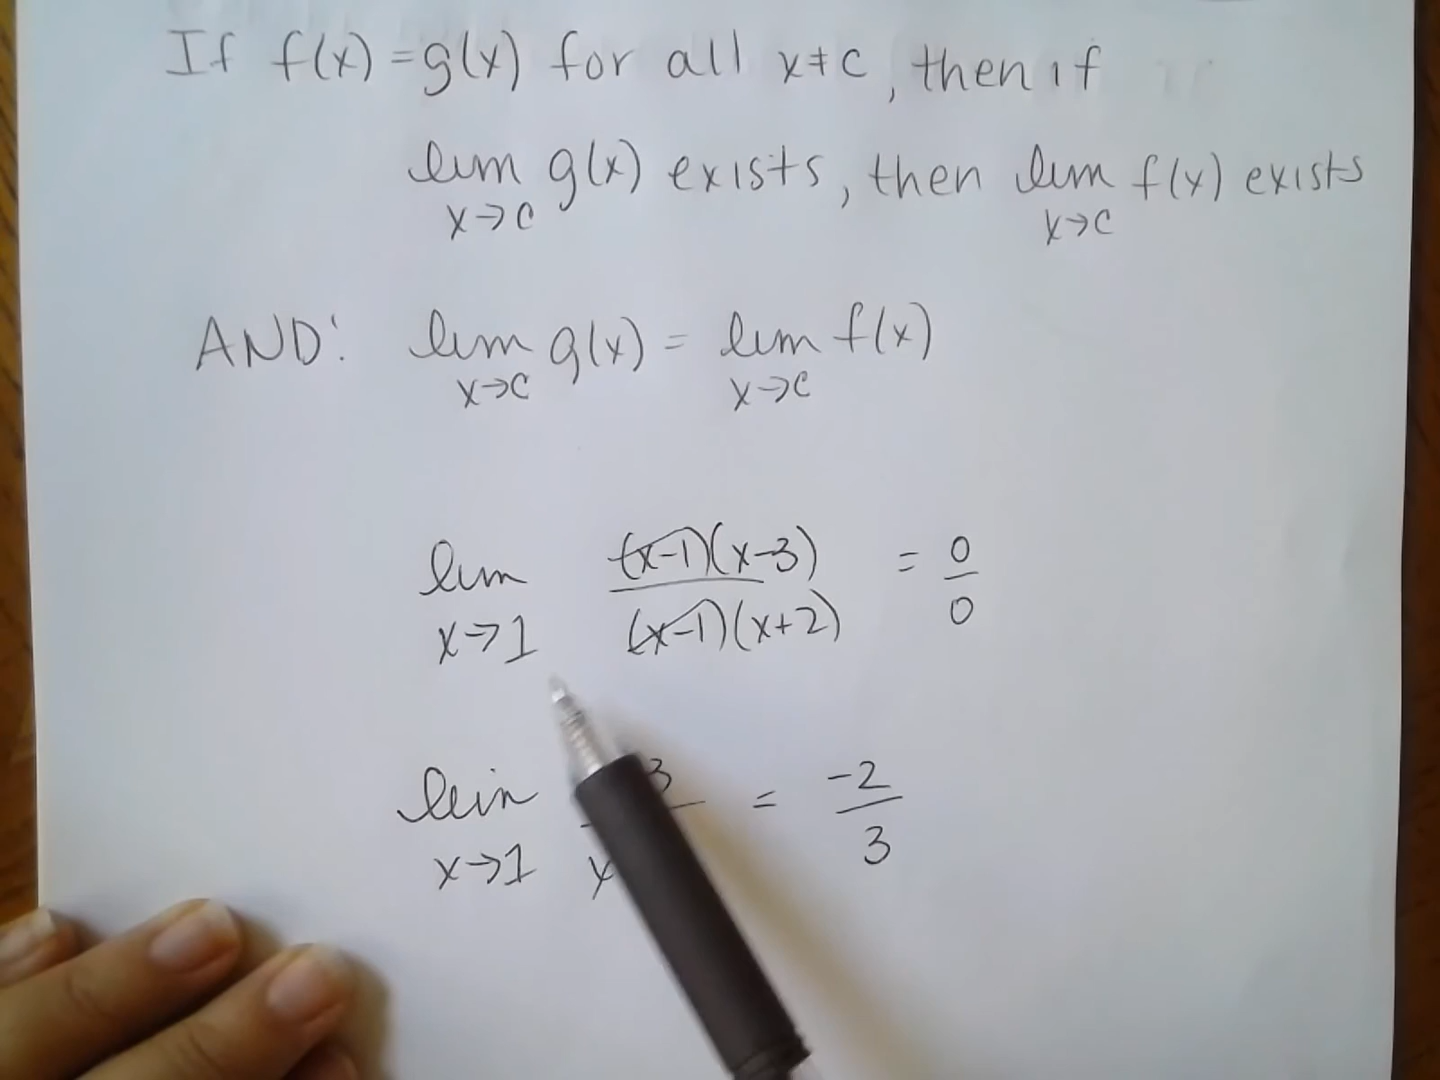 If f(x) = g(x) for all x ≠ c, then if
lim g(x) exists, then lim f(x) exists
x→c x→c
AND: lim g(x) = lim f(x)
x→c x→c
lim (x-1)(x-3) = 0
x→1 (x-1)(x+2) 0
lim 3 = -2
x→1 x 3